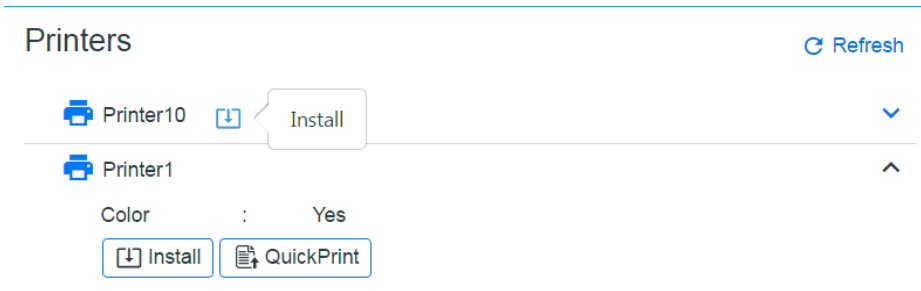 Printers
Refresh
Printer10
Install
Printer1
Color : Yes
Install QuickPrint